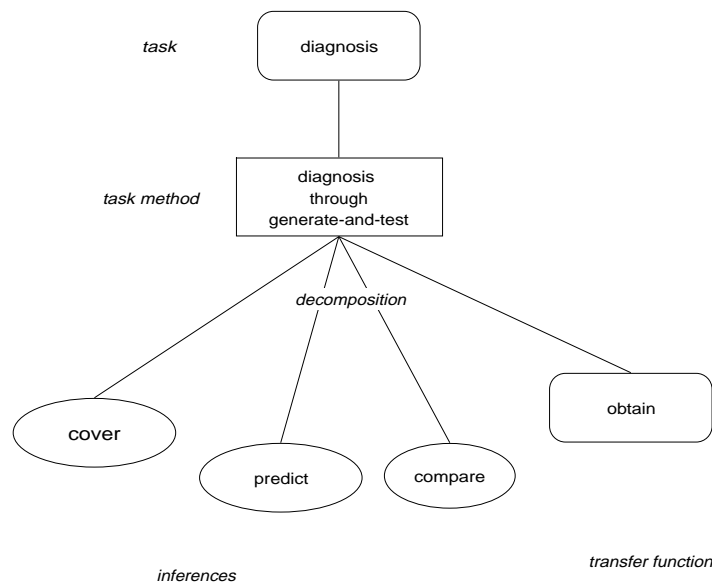 task
diagnosis
task method
diagnosis
through
generate-and-test
decomposition
cover
predict
compare
obtain
inferences
transfer function